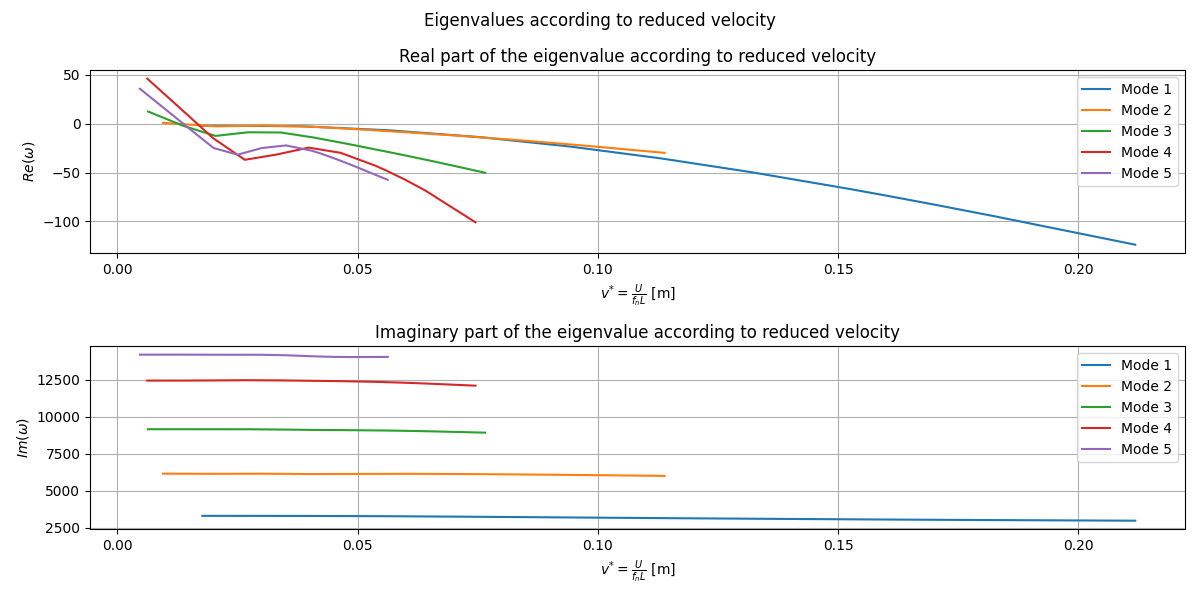 Eigenvalues according to reduced velocity
Real part of the eigenvalue according to reduced velocity
50
0
−50
−100
Re(ω)
Mode 1
Mode 2
Mode 3
Mode 4
Mode 5
0.00 0.05 0.10 0.15 0.20
v* = U/(f_n L) [m]
Imaginary part of the eigenvalue according to reduced velocity
12500
10000
7500
5000
2500
Im(ω)
Mode 1
Mode 2
Mode 3
Mode 4
Mode 5
0.00 0.05 0.10 0.15 0.20
v* = U/(f_n L) [m]